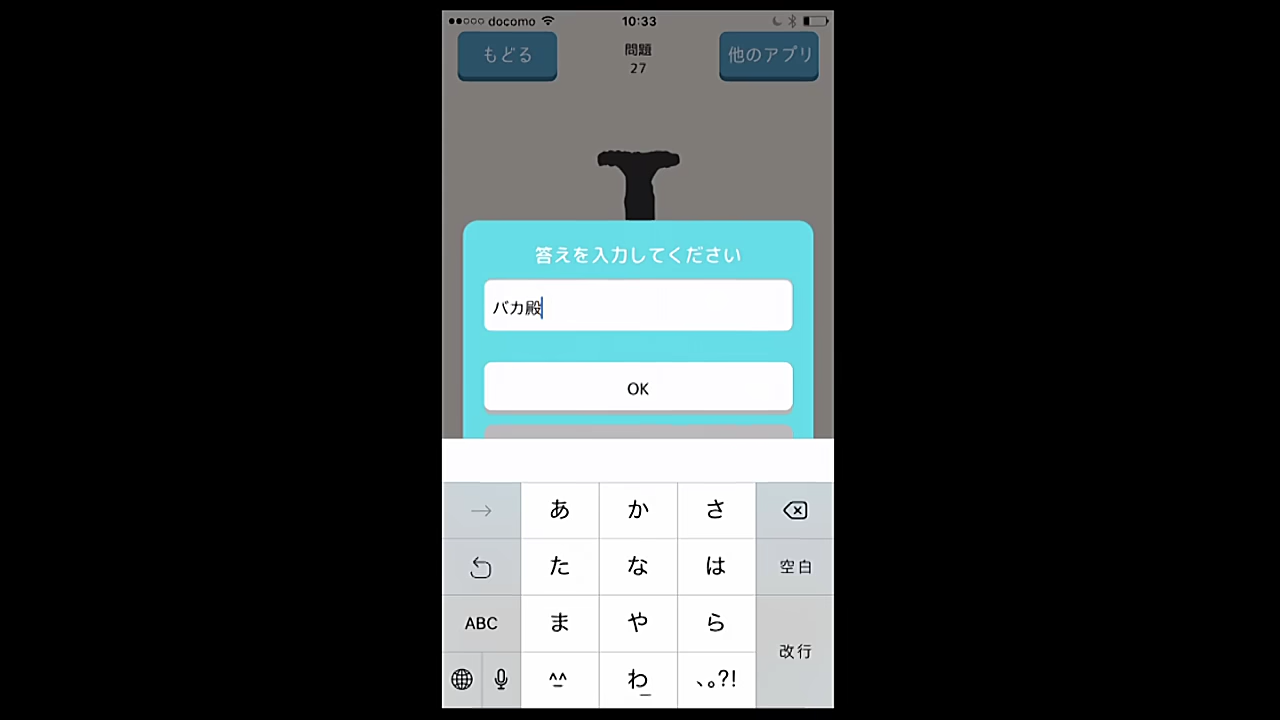 docomo 10:33
もどる 問題 他のアプリ
27
答えを入力してください
バカ殿
OK
→ あ か さ
た な は 空白
ABC ま や ら
改行
^^ わ_ 、。?!